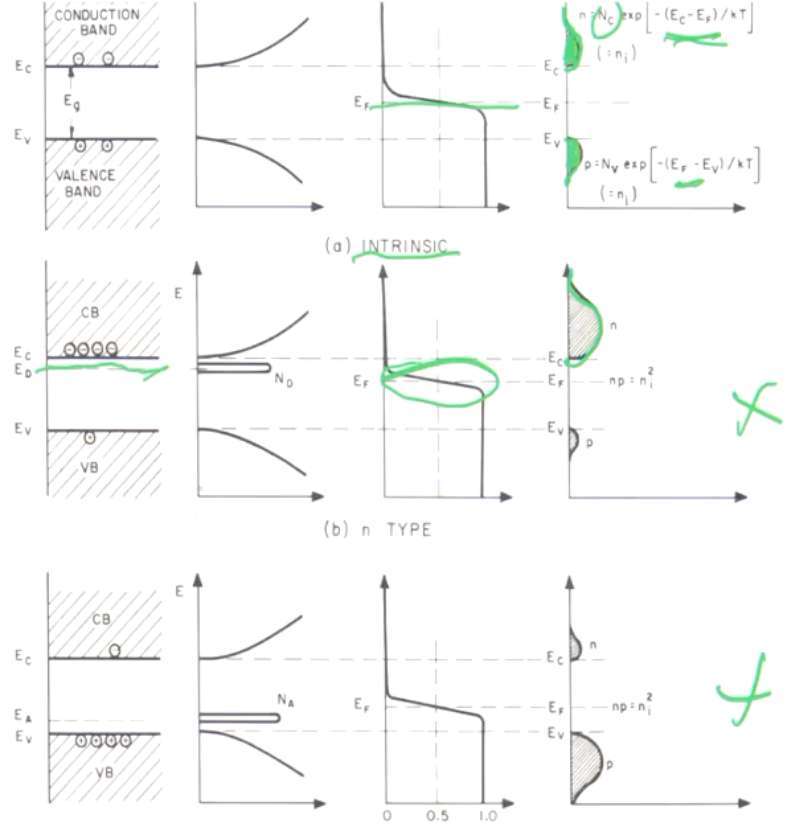 CONDUCTION
BAND
n = N_C exp[-(E_C-E_F)/kT]
(=n_i)
E_C
E_C
E_g
E_F
E_F
E_V
E_V
VALENCE
BAND
p = N_V exp[-(E_F-E_V)/kT]
(=n_i)
(a) INTRINSIC
E
CB
n
E_C
E_C
E_D
N_D
E_F
E_F
np = n_i^2
E_V
E_V
p
VB
(b) n TYPE
E
CB
n
E_C
E_C
N_A
E_A
E_F
E_F
np = n_i^2
E_V
E_V
VB
p
0 0.5 1.0